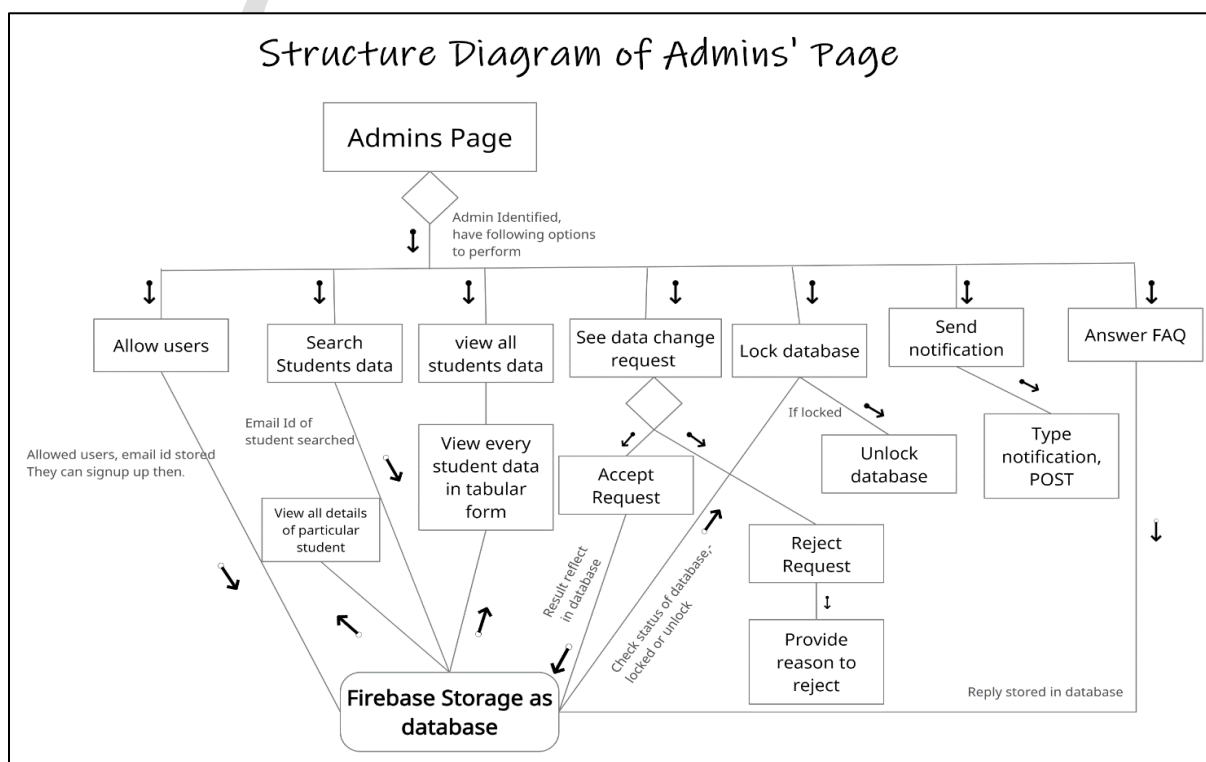 Structure Diagram of Admins' Page
Admins Page
Admin Identified,
have following options
to perform
Allow users
Search
Students data
view all
students data
See data change
request
Lock database
Send
notification
Answer FAQ
Allowed users, email id stored
They can signup up then.
Email Id of
student searched
View every
student data
in tabular
form
Accept
Request
If locked
Unlock
database
Type
notification,
POST
View all details
of particular
student
Reject
Request
Result reflect
in database
Check status of database,-
locked or unlock
Provide
reason to
reject
Firebase Storage as
database
Reply stored in database